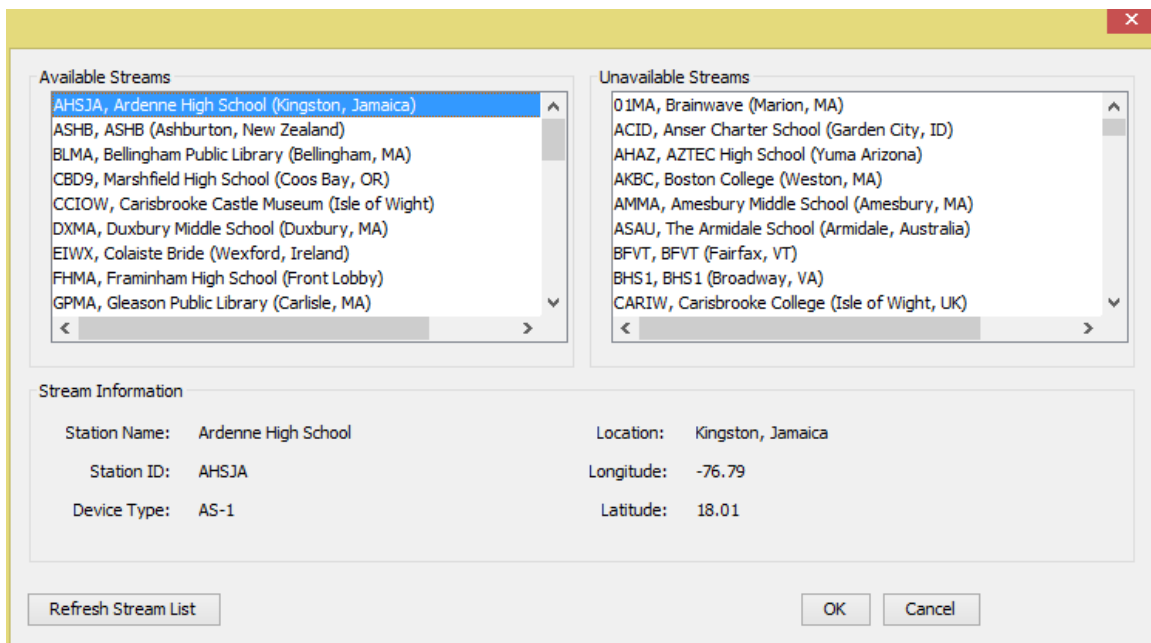 Available Streams
AHSJA, Ardenne High School (Kingston, Jamaica)
ASHB, ASHB (Ashburton, New Zealand)
BLMA, Bellingham Public Library (Bellingham, MA)
CBD9, Marshfield High School (Coos Bay, OR)
CCIOW, Carisbrooke Castle Museum (Isle of Wight)
DXMA, Duxbury Middle School (Duxbury, MA)
EIWX, Colaiste Bride (Wexford, Ireland)
FHMA, Framinham High School (Front Lobby)
GPMA, Gleason Public Library (Carlisle, MA)
Unavailable Streams
01MA, Brainwave (Marion, MA)
ACID, Anser Charter School (Garden City, ID)
AHAZ, AZTEC High School (Yuma Arizona)
AKBC, Boston College (Weston, MA)
AMMA, Amesbury Middle School (Amesbury, MA)
ASAU, The Armidale School (Armidale, Australia)
BFVT, BFVT (Fairfax, VT)
BHS1, BHS1 (Broadway, VA)
CARIW, Carisbrooke College (Isle of Wight, UK)
Stream Information
Station Name: Ardenne High School
Location: Kingston, Jamaica
Station ID: AHSJA
Longitude: -76.79
Device Type: AS-1
Latitude: 18.01
Refresh Stream List
OK
Cancel